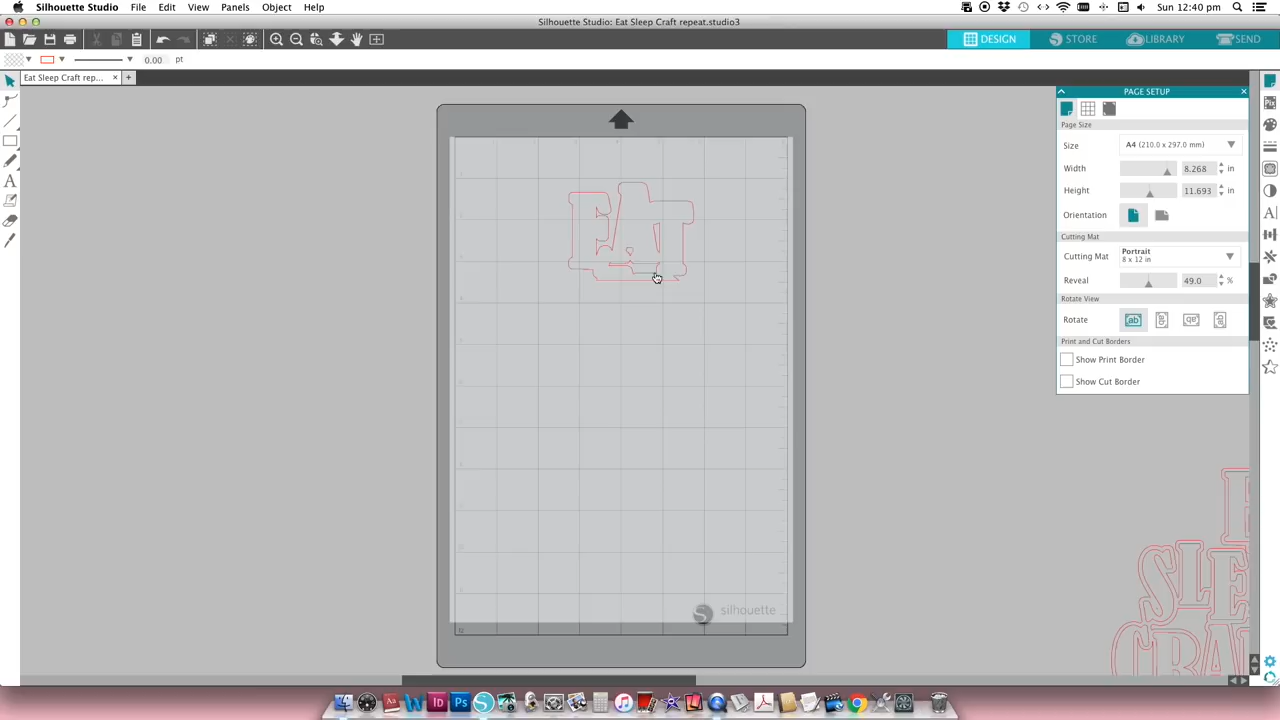 Silhouette Studio File Edit View Panels Object Help Sun 12:40 pm
Silhouette Studio: Eat Sleep Craft repeat.studio3
DESIGN STORE LIBRARY SEND
0.00 pt
Eat Sleep Craft rep... × +
PAGE SETUP
Page Size
Size A4 (210.0 x 297.0 mm)
Width 8.268 in
Height 11.693 in
Orientation
Cutting Mat
Cutting Mat Portrait
8 x 12 in
Reveal 49.0 %
Rotate View
Rotate
Print and Cut Borders
Show Print Border
Show Cut Border
EAT
silhouette
SLE
CRA